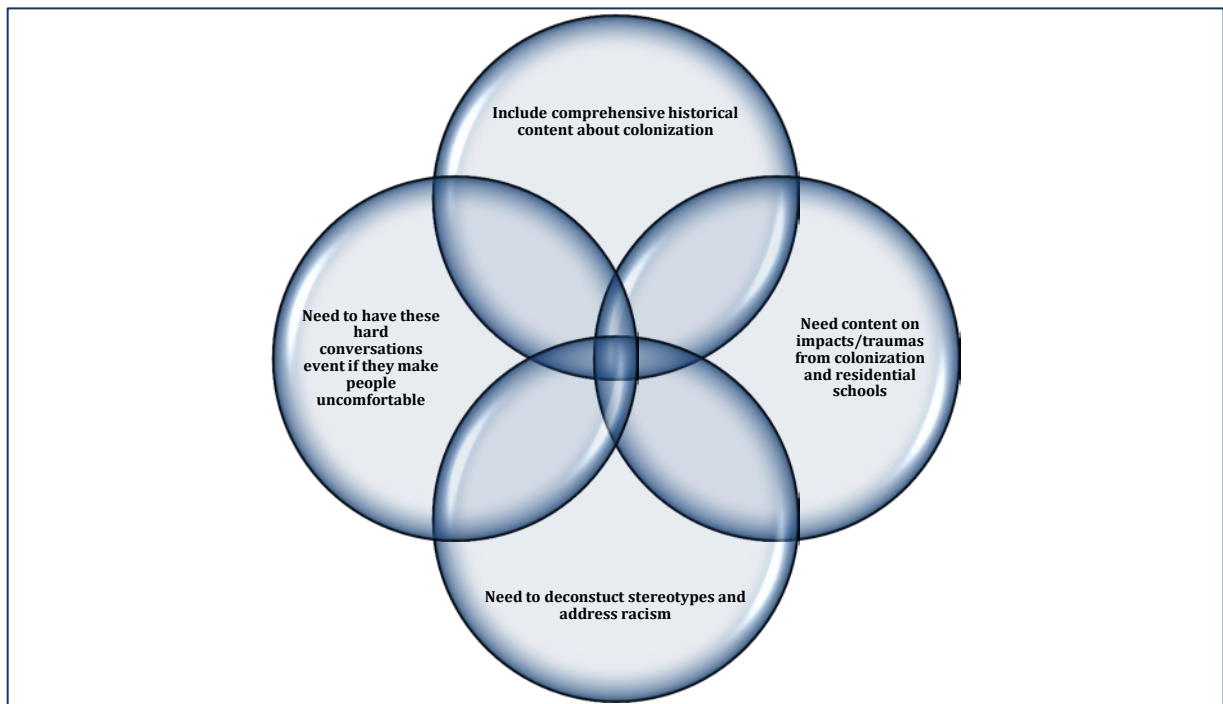 Include comprehensive historical
content about colonization
Need to have these
hard
conversations
event if they make
people
uncomfortable
Need content on
impacts/traumas
from colonization
and residential
schools
Need to deconstuct stereotypes and
address racism